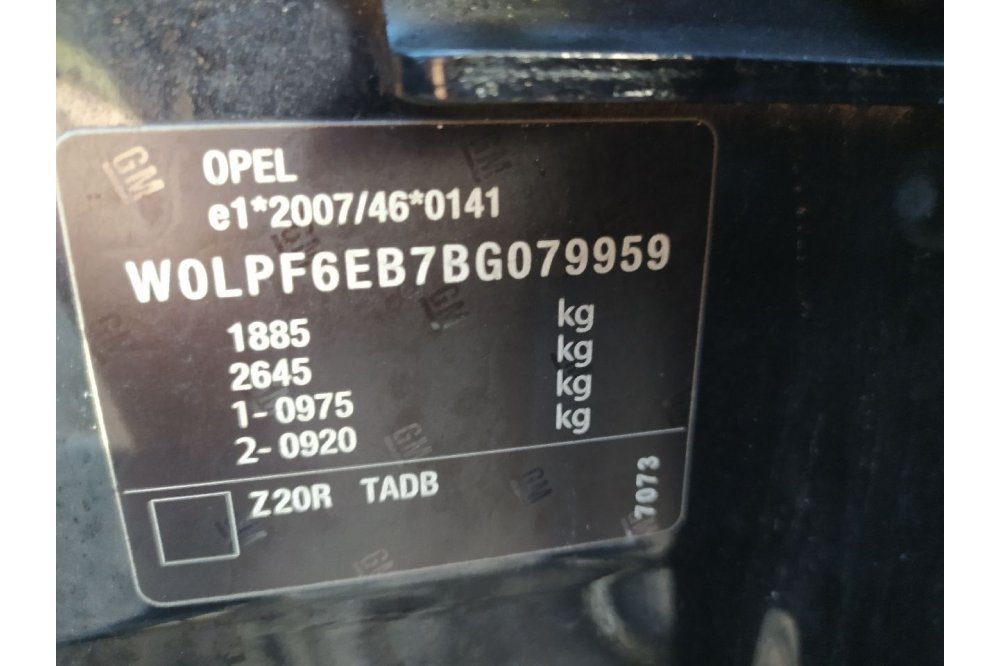 OPEL
e1*2007/46*0141
W0LPF6EB7BG079959
1885 kg
2645 kg
1-0975 kg
2-0920 kg
Z20R TADB
7073